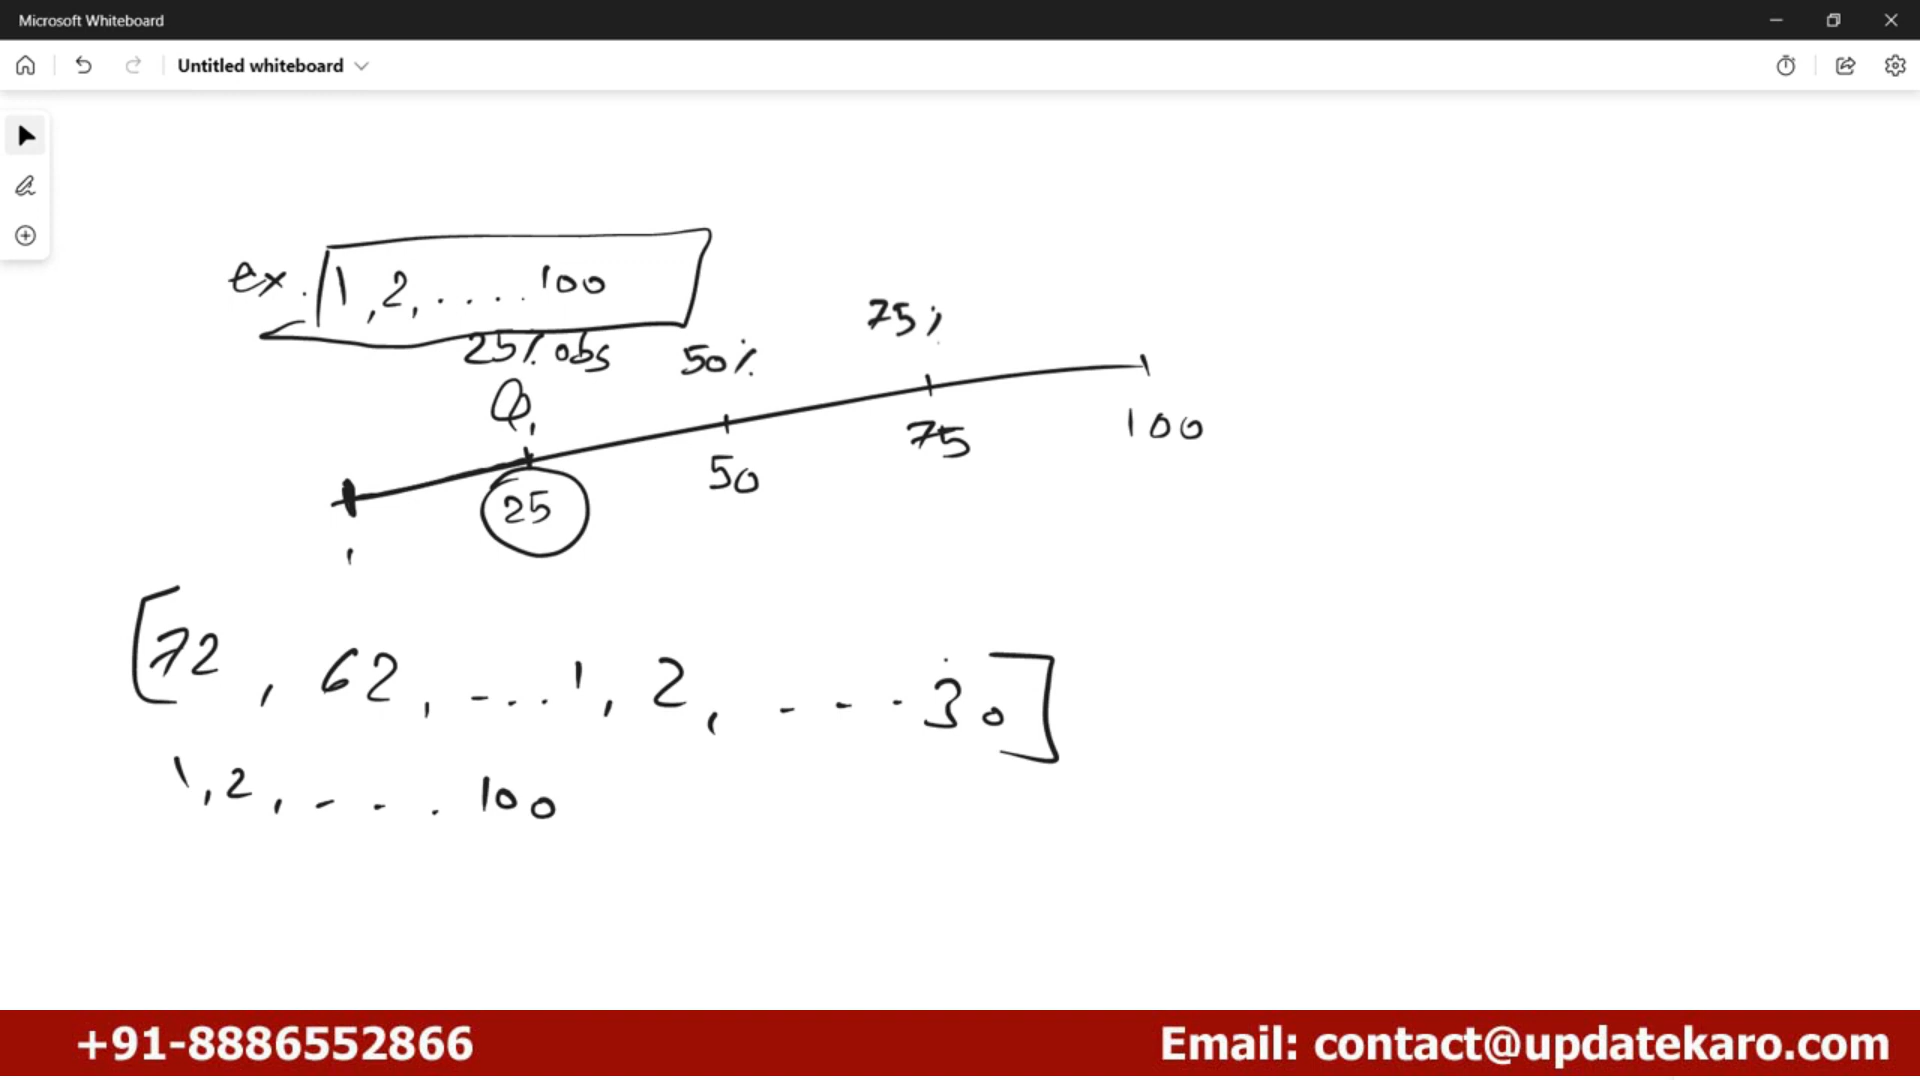 Microsoft Whiteboard
Untitled whiteboard
ex. 1, 2, .... 100
25% obs 50% 75%
Q1
1 25 50 75 100
[72, 62, ....1, 2, ....30]
1, 2, .... 100
+91-8886552866 Email: contact@updatekaro.com